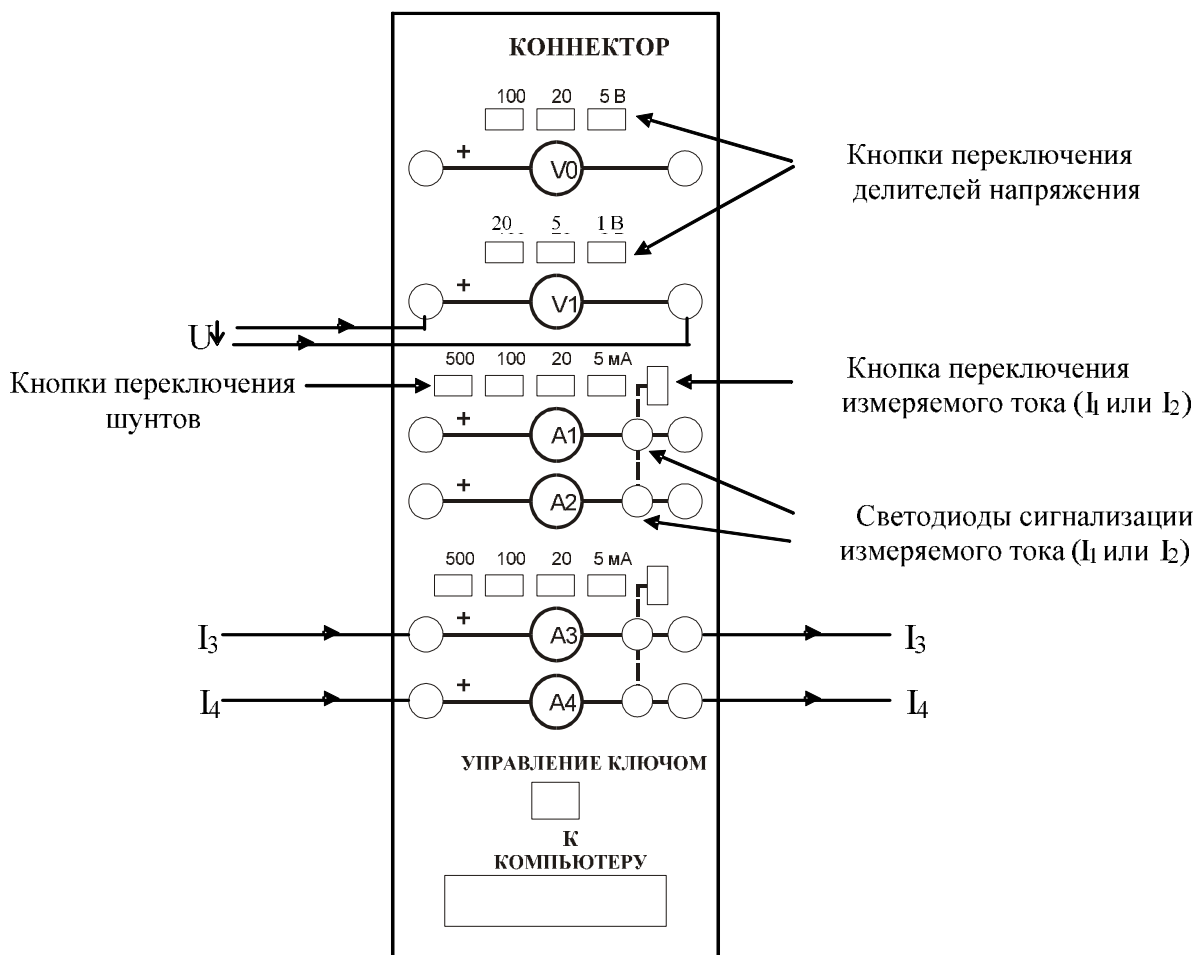 КОННЕКТОР
100 20 5 В
+ V0
Кнопки переключения
делителей напряжения
20 5 1 В
+ V1
U
500 100 20 5 мА
Кнопки переключения
шунтов
Кнопка переключения
измеряемого тока (I1 или I2)
+ A1
+ A2
Светодиоды сигнализации
измеряемого тока (I1 или I2)
500 100 20 5 мА
I3 + A3 I3
I4 + A4 I4
УПРАВЛЕНИЕ КЛЮЧОМ
К
КОМПЬЮТЕРУ